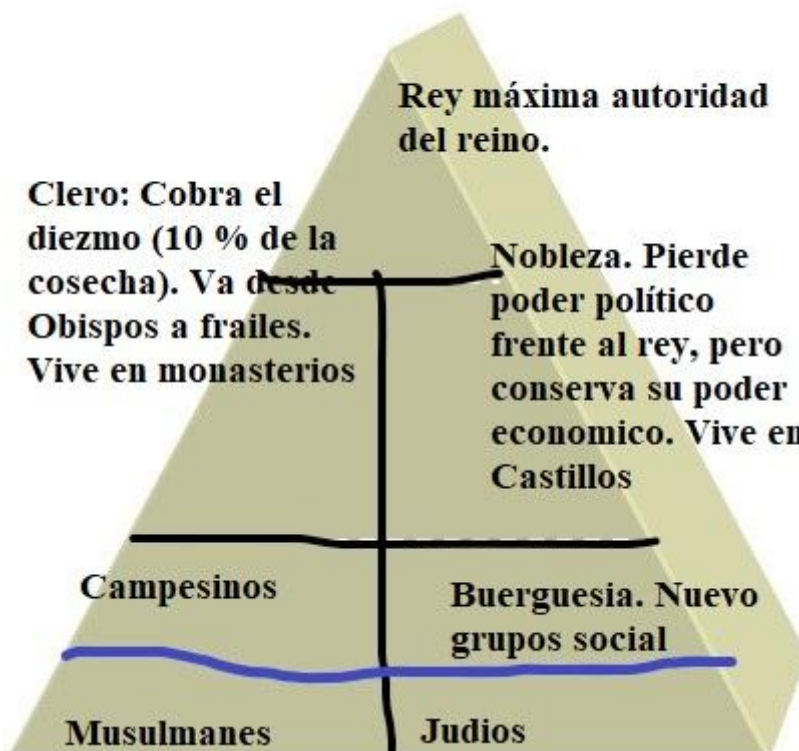 Rey máxima autoridad
del reino.
Clero: Cobra el
diezmo (10 % de la
cosecha). Va desde
Obispos a frailes.
Vive en monasterios
Nobleza. Pierde
poder político
frente al rey, pero
conserva su poder
economico. Vive en
Castillos
Campesinos
Buerguesia. Nuevo
grupos social
Musulmanes
Judios